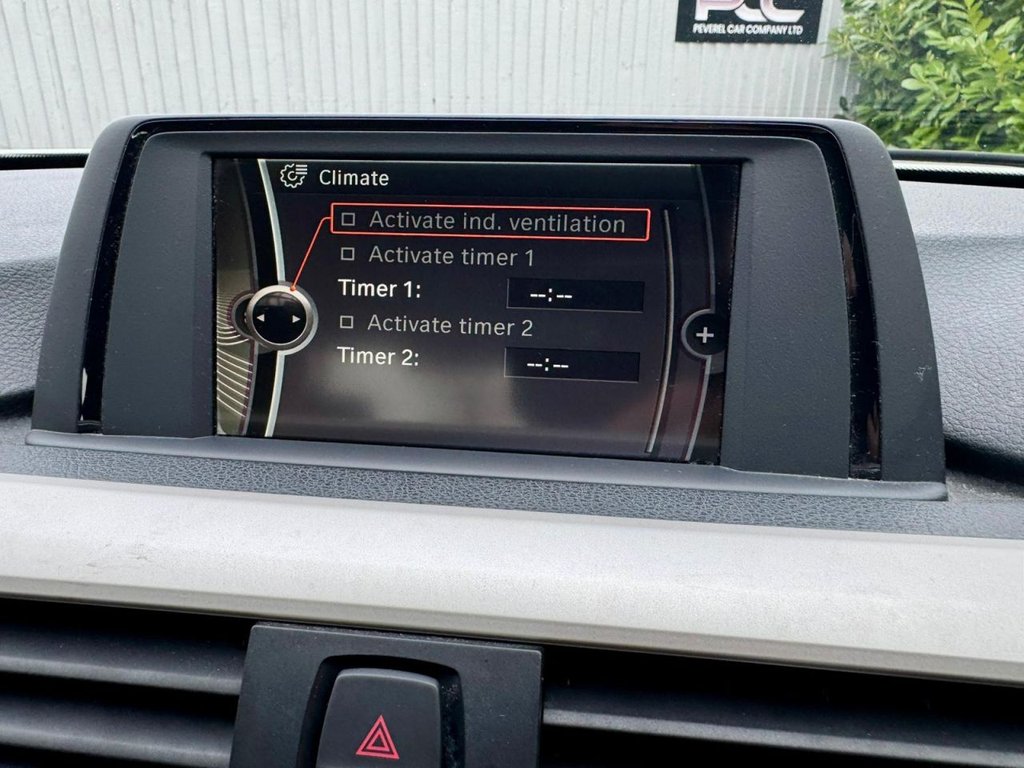 PCC
PEVEREL CAR COMPANY LTD
Climate
Activate ind. ventilation
Activate timer 1
Timer 1: --:--
Activate timer 2
Timer 2: --:--